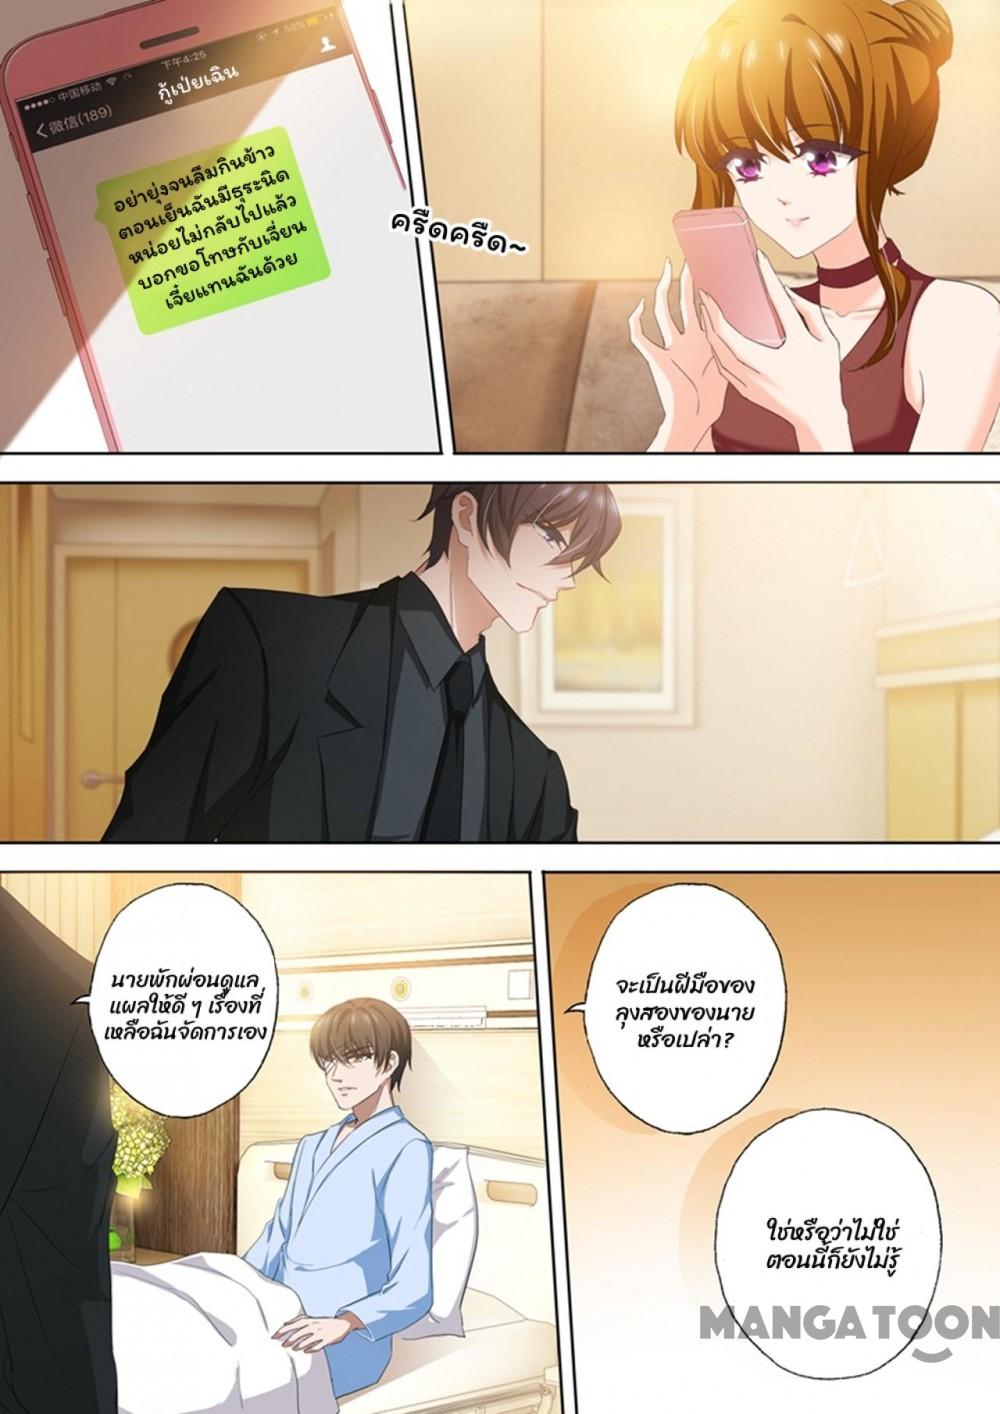 中国移动
下午4:25
58%
微信(189)
กู้เป่ยเฉิน
อย่ายุ่งจนลืมกินข้าว
ตอนเย็นฉันมีธุระนิด
หน่อยไม่กลับไปแล้ว
บอกขอโทษกับเจี่ยน
เจี๋ยแทนฉันด้วย
ครืดครืด~
นายพักผ่อนดูแล
แผลให้ดี ๆ เรื่องที่
เหลือฉันจัดการเอง
จะเป็นฝีมือของ
ลุงสองของนาย
หรือเปล่า?
ใช่หรือว่าไม่ใช่
ตอนนี้ก็ยังไม่รู้
MANGATOON